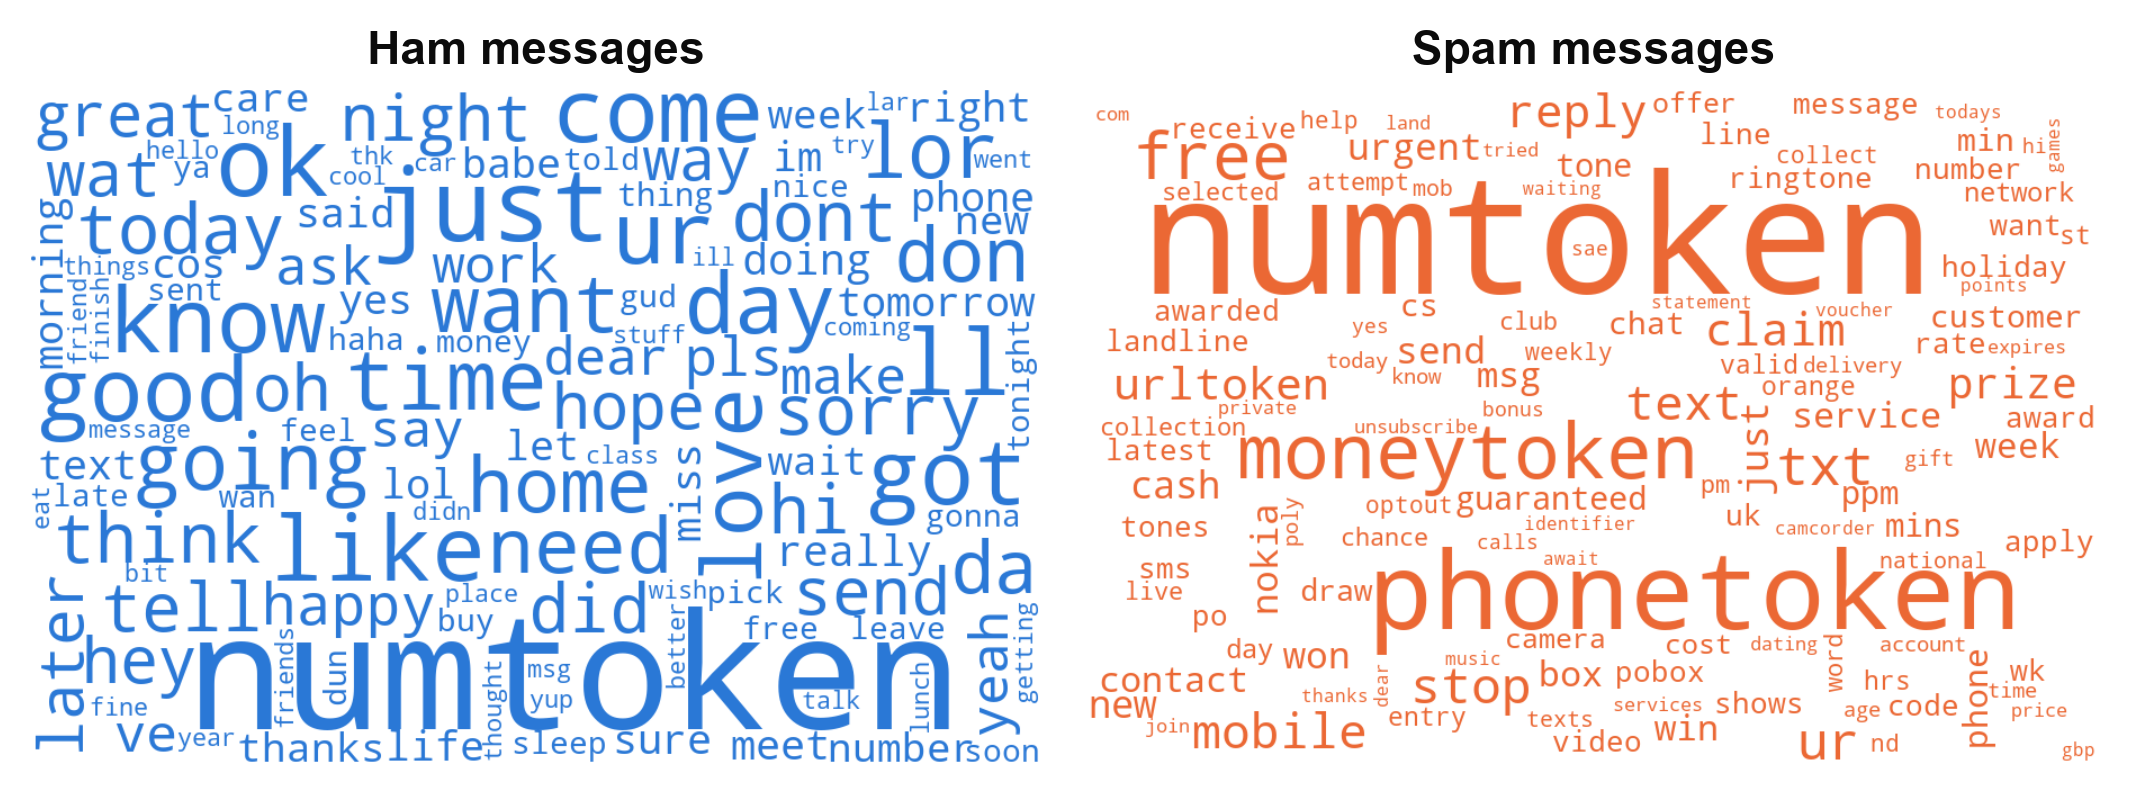 Ham messages
great care night come week lar right
long
hello ok thk car babe told way im try lor went
wat ya cool just thing nice phone
today said ur dont new
morning things cos ask work ill doing don
sent yes want gud day tomorrow
friend finish know haha money stuff coming ll tonight
good oh time dear pls make
message feel say hope love sorry
text going let class miss wait got
eat late wan lol home hi gonna
didn
think like need really da
bit
later tell happy place did wish pick send
buy better free leave yeah getting
hey numtoken
friends dun thought msg yup talk lunch
fine
ve year thanks life sleep sure meet number soon
Spam messages
com receive help land reply offer message todays
free urgent tried tone line collect min hi games
selected attempt mob waiting ringtone number network
numtoken want st
sae holiday
points
awarded cs statement voucher
landline yes club chat claim customer
today send weekly valid delivery rate expires
urltoken know msg orange prize
private bonus text just service award
collection unsubscribe
latest moneytoken txt gift week
cash optout guaranteed pm ppm
tones nokia poly chance identifier uk camcorder mins
calls apply
sms await national
live draw phonetoken
po
day won camera cost dating word account
music
contact thanks dear stop box pobox hrs phone wk
new entry services shows age code time
join mobile texts price
video win ur nd gbp